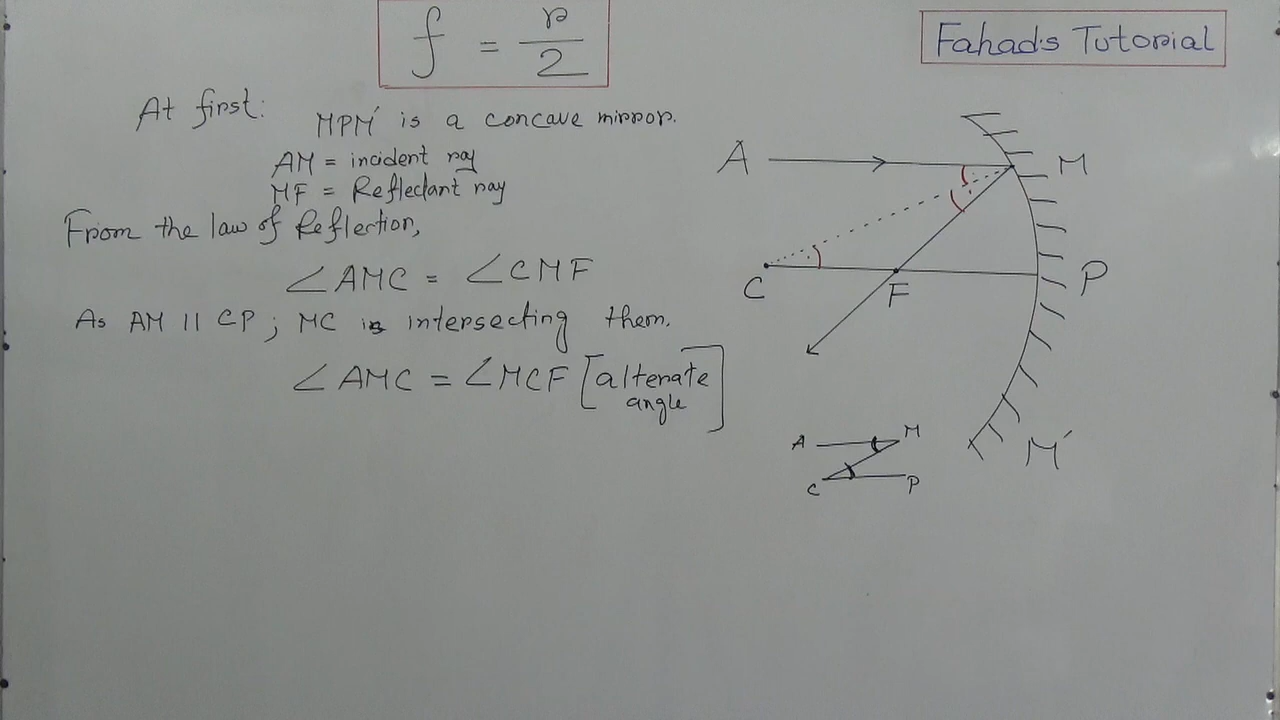 f = r/2
Fahad's Tutorial
At first: MPM' is a concave mirror.
AM = incident ray
MF = Reflectant ray
From the law of Reflection,
∠AMC = ∠CMF
As AM || CP ; MC is intersecting them.
∠AMC = ∠MCF [altenate
angle]
A
M
C
F
P
M'
A M
C P